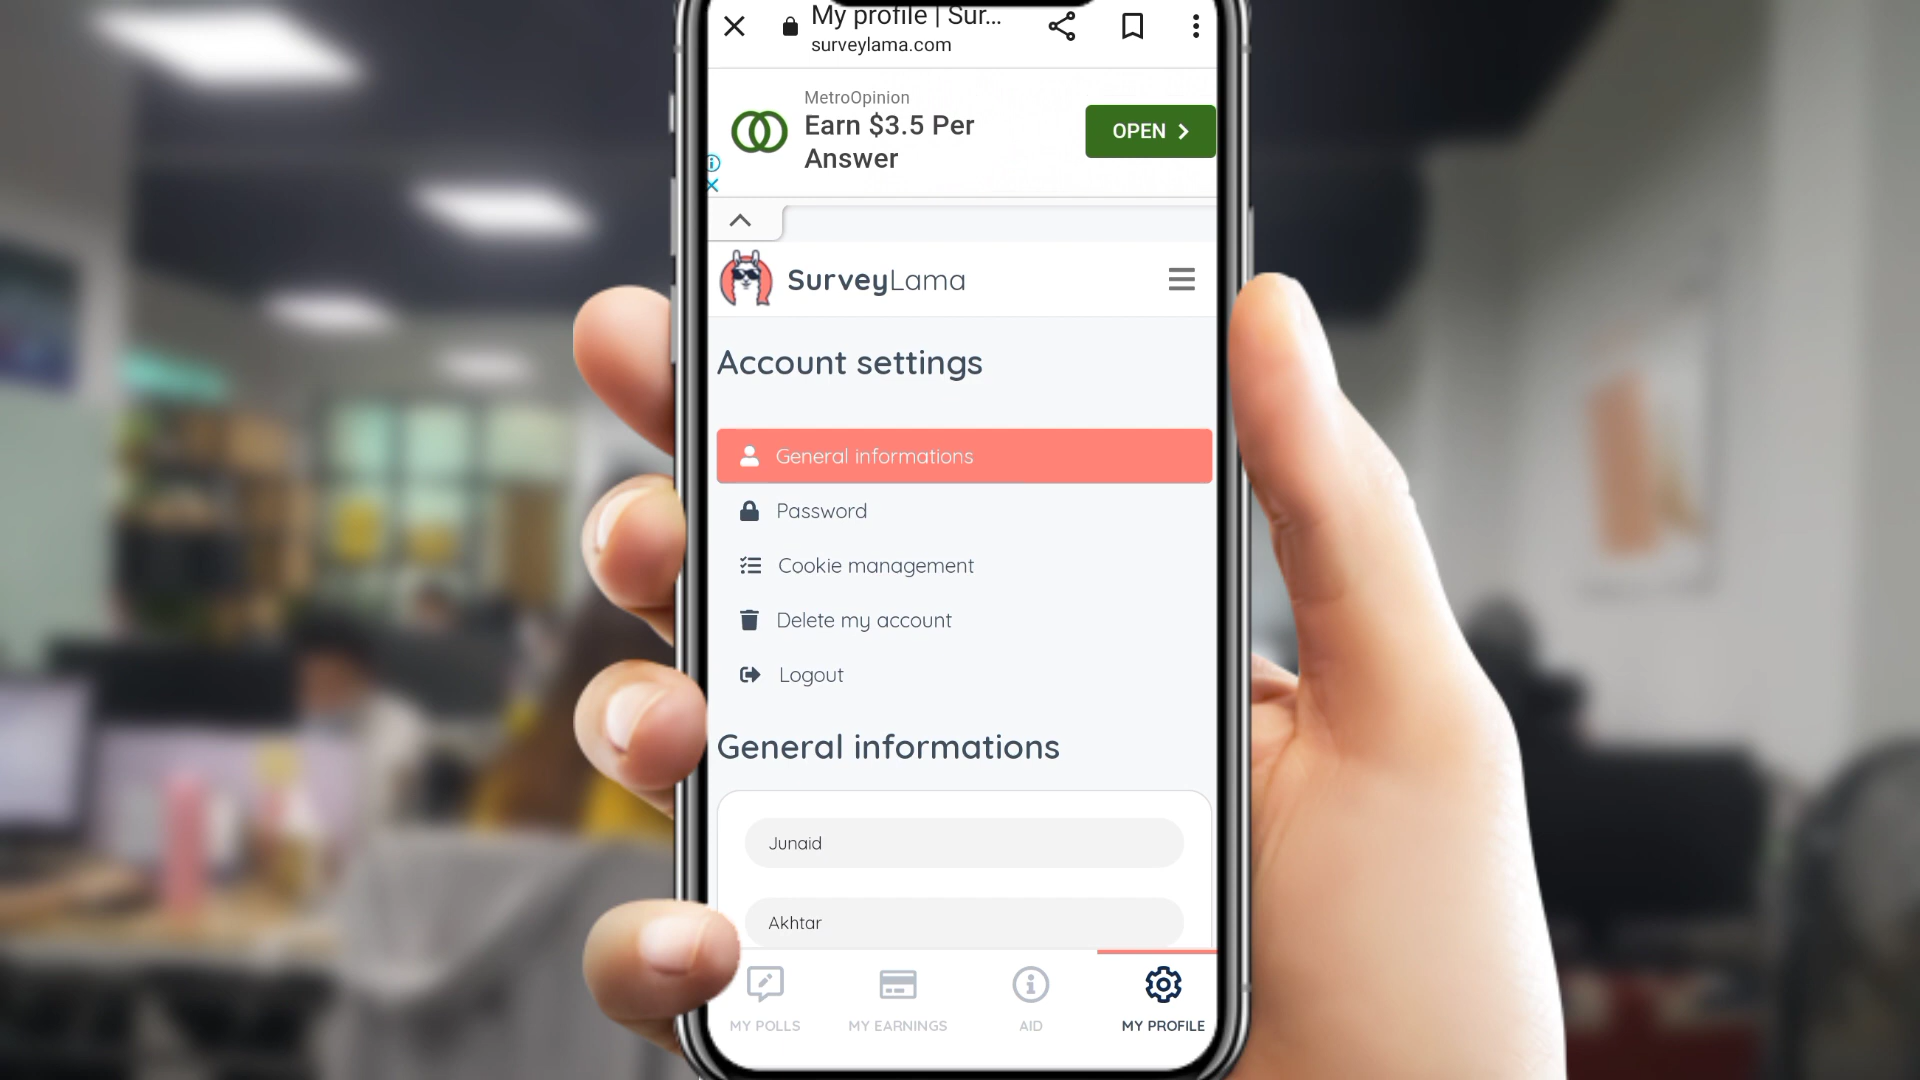 My profile | Sur...
surveylama.com
MetroOpinion
Earn $3.5 Per
Answer
OPEN
SurveyLama
Account settings
General informations
Password
Cookie management
Delete my account
Logout
General informations
Junaid
Akhtar
MY POLLS
MY EARNINGS
AID
MY PROFILE